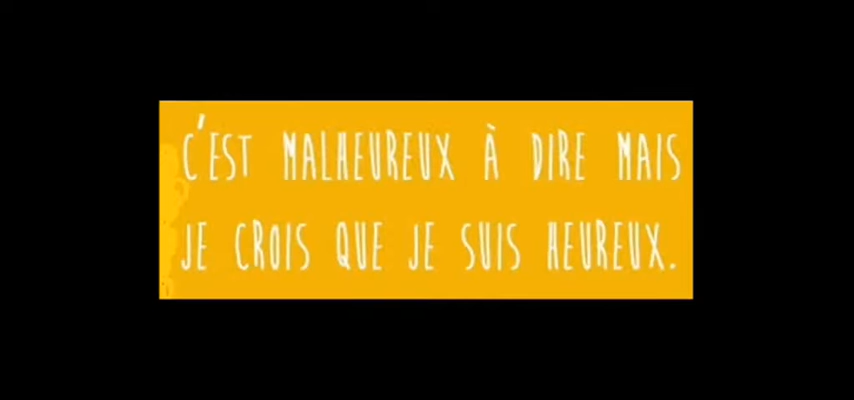 C'EST MALHEUREUX À DIRE MAIS
JE CROIS QUE JE SUIS HEUREUX.